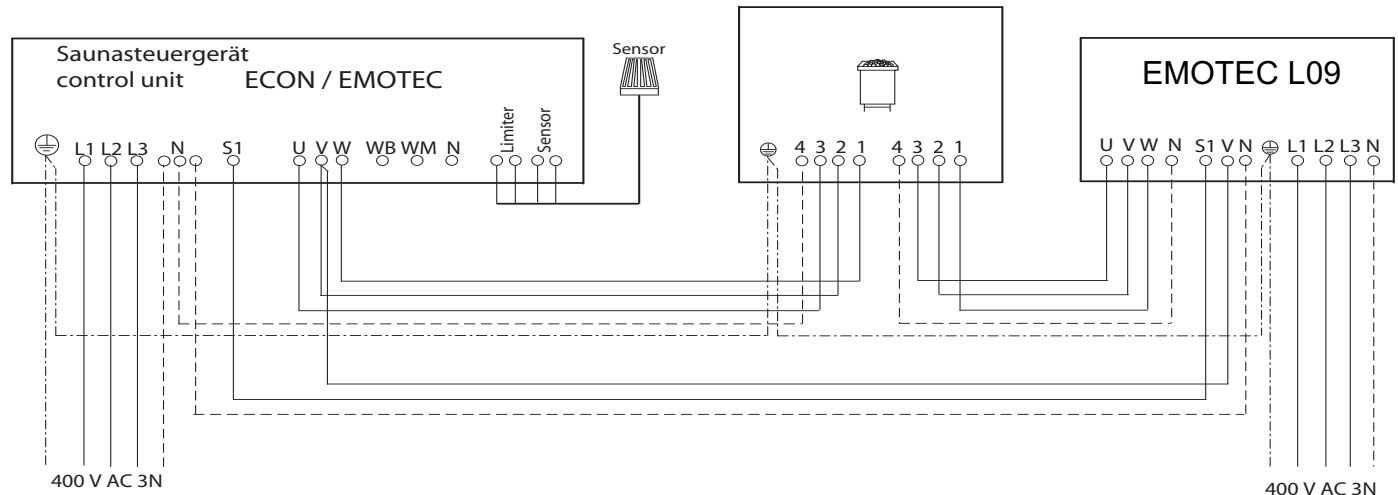 Saunasteuergerät
control unit ECON / EMOTEC
L1 L2 L3 N S1 U V W WB WM N Limiter Sensor
400 V AC 3N
Sensor
4 3 2 1 4 3 2 1
EMOTEC L09
U V W N S1 V N L1 L2 L3 N
400 V AC 3N